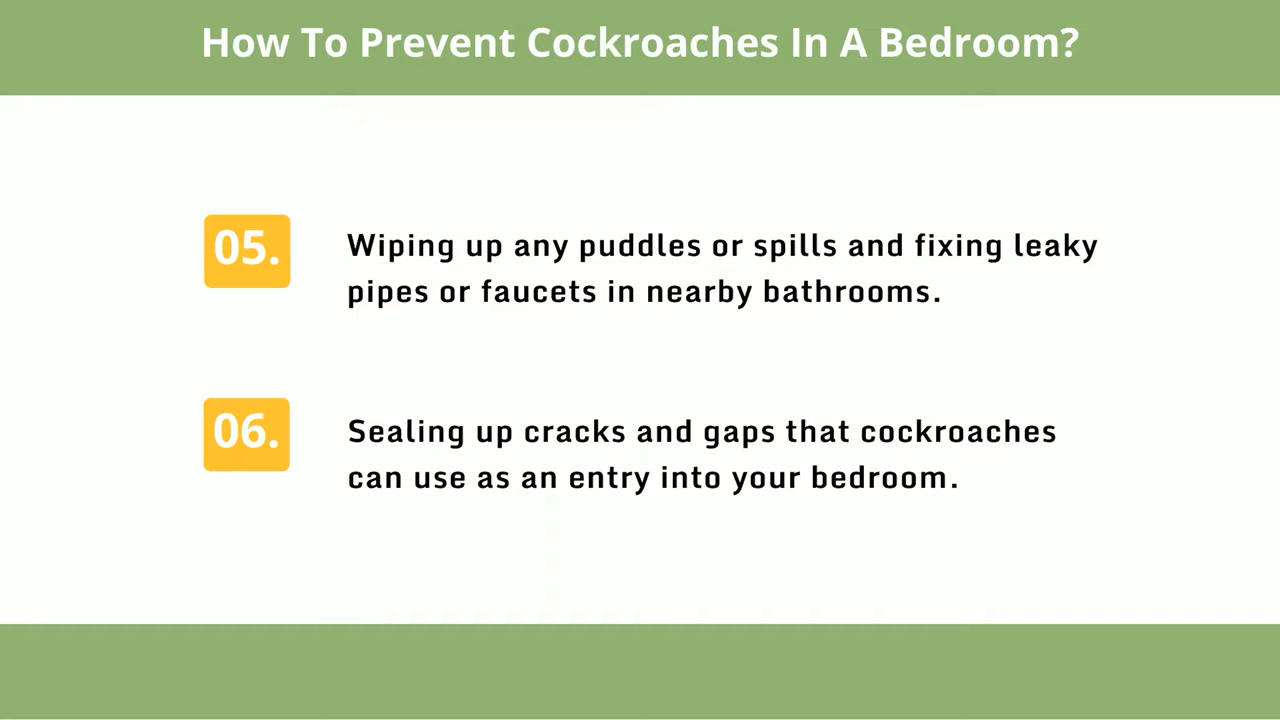 How To Prevent Cockroaches In A Bedroom?
05.
Wiping up any puddles or spills and fixing leaky
pipes or faucets in nearby bathrooms.
06.
Sealing up cracks and gaps that cockroaches
can use as an entry into your bedroom.